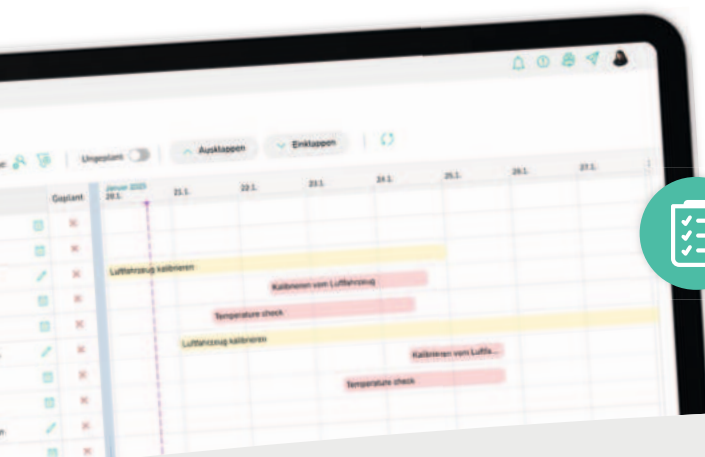 Ungeplant
Ausklappen
Einklappen
Geplant
Januar 2025
20.1.
21.1.
22.1.
23.1.
24.1.
25.1.
26.1.
27.1.
Luftfahrzeug kalibrieren
Kalibrieren vom Luftfahrzeug
Temperature check
Luftfahrzeug kalibrieren
Kalibrieren vom Luftfa...
Temperature check